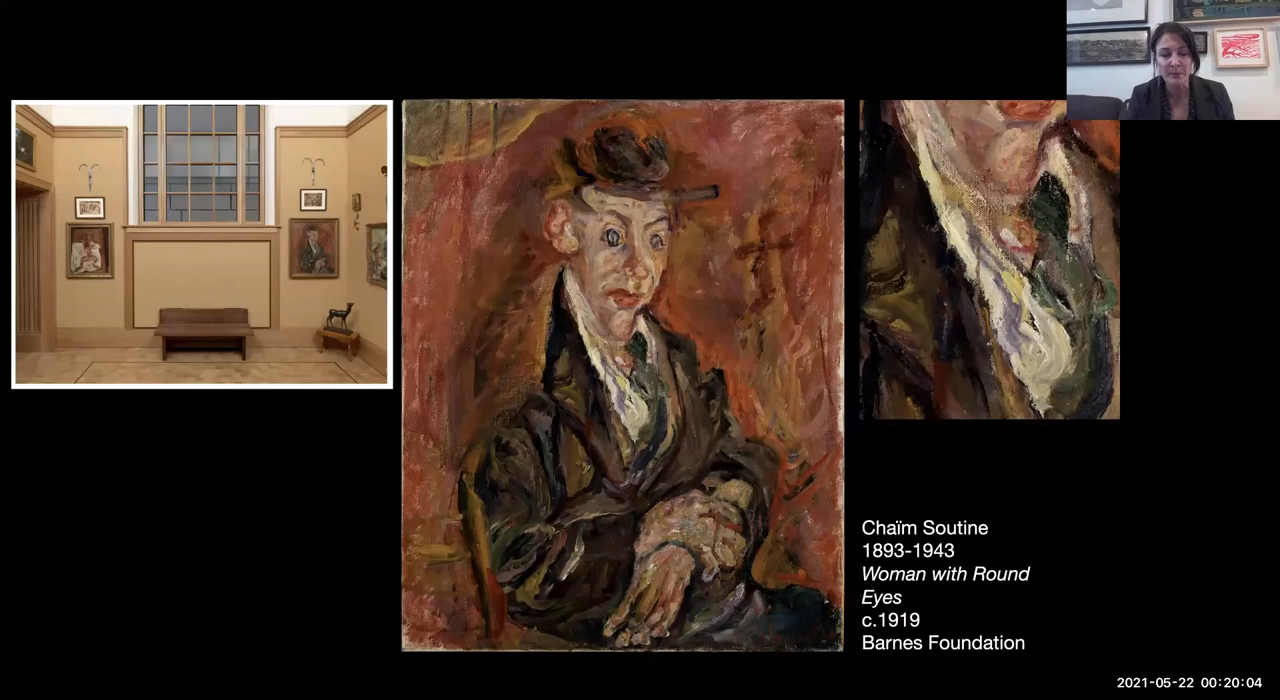 Chaïm Soutine
1893-1943
Woman with Round
Eyes
c.1919
Barnes Foundation
2021-05-22 00:20:04